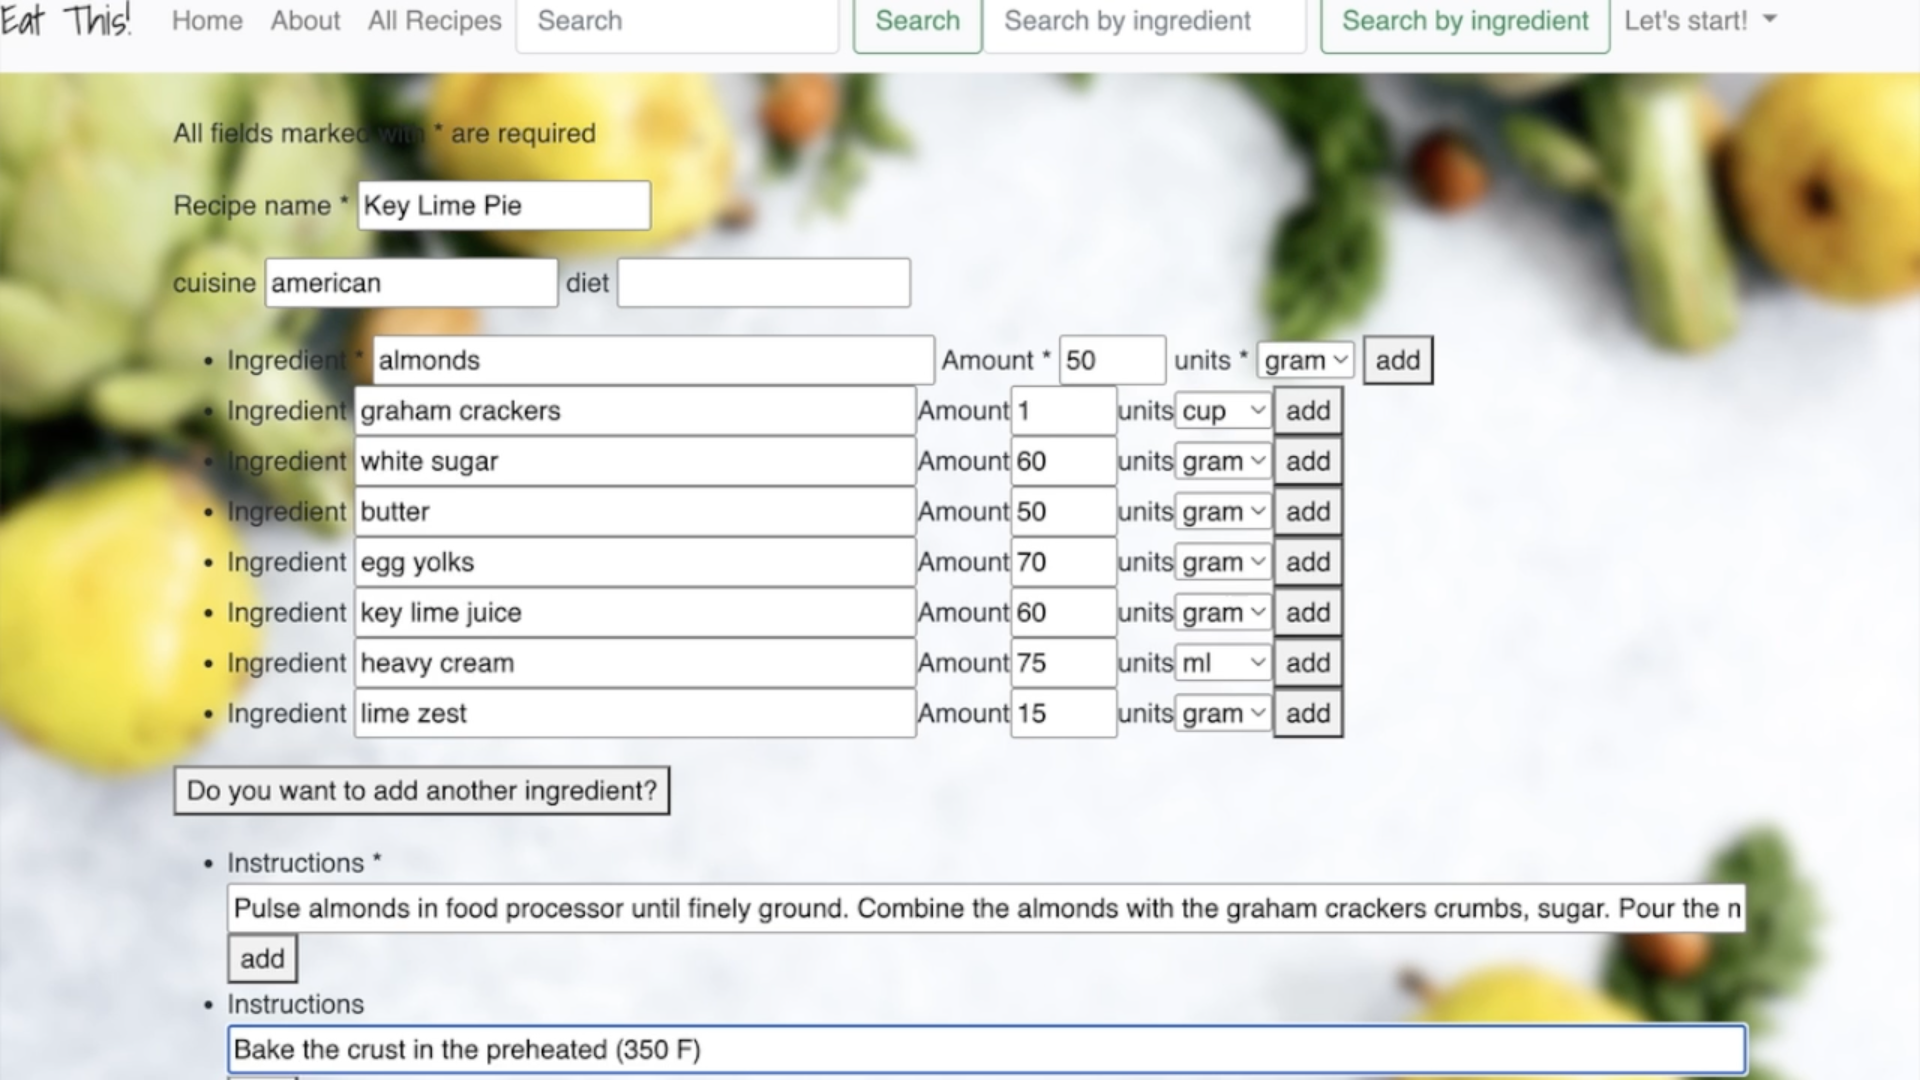 Eat This! Home About All Recipes Search Search Search by ingredient Search by ingredient Let's start!
All fields marked with * are required
Recipe name * Key Lime Pie
cuisine american diet
Ingredient * almonds Amount * 50 units * gram add
Ingredient graham crackers Amount 1 units cup add
Ingredient white sugar Amount 60 units gram add
Ingredient butter Amount 50 units gram add
Ingredient egg yolks Amount 70 units gram add
Ingredient key lime juice Amount 60 units gram add
Ingredient heavy cream Amount 75 units ml add
Ingredient lime zest Amount 15 units gram add
Do you want to add another ingredient?
Instructions *
Pulse almonds in food processor until finely ground. Combine the almonds with the graham crackers crumbs, sugar. Pour the n
add
Instructions
Bake the crust in the preheated (350 F)